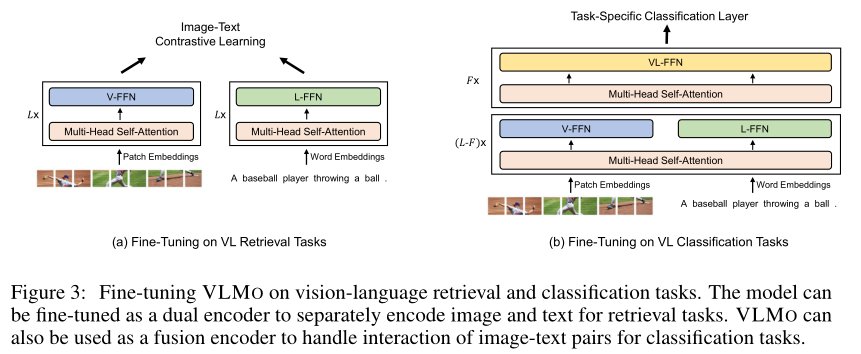 Image-Text
Contrastive Learning
V-FFN
L-FFN
Lx
Lx
Multi-Head Self-Attention
Multi-Head Self-Attention
Patch Embeddings
Word Embeddings
A baseball player throwing a ball .
(a) Fine-Tuning on VL Retrieval Tasks
Task-Specific Classification Layer
VL-FFN
Fx
Multi-Head Self-Attention
V-FFN
L-FFN
(L-F)x
Multi-Head Self-Attention
Patch Embeddings
Word Embeddings
A baseball player throwing a ball .
(b) Fine-Tuning on VL Classification Tasks
Figure 3: Fine-tuning VLMO on vision-language retrieval and classification tasks. The model can
be fine-tuned as a dual encoder to separately encode image and text for retrieval tasks. VLMO can
also be used as a fusion encoder to handle interaction of image-text pairs for classification tasks.